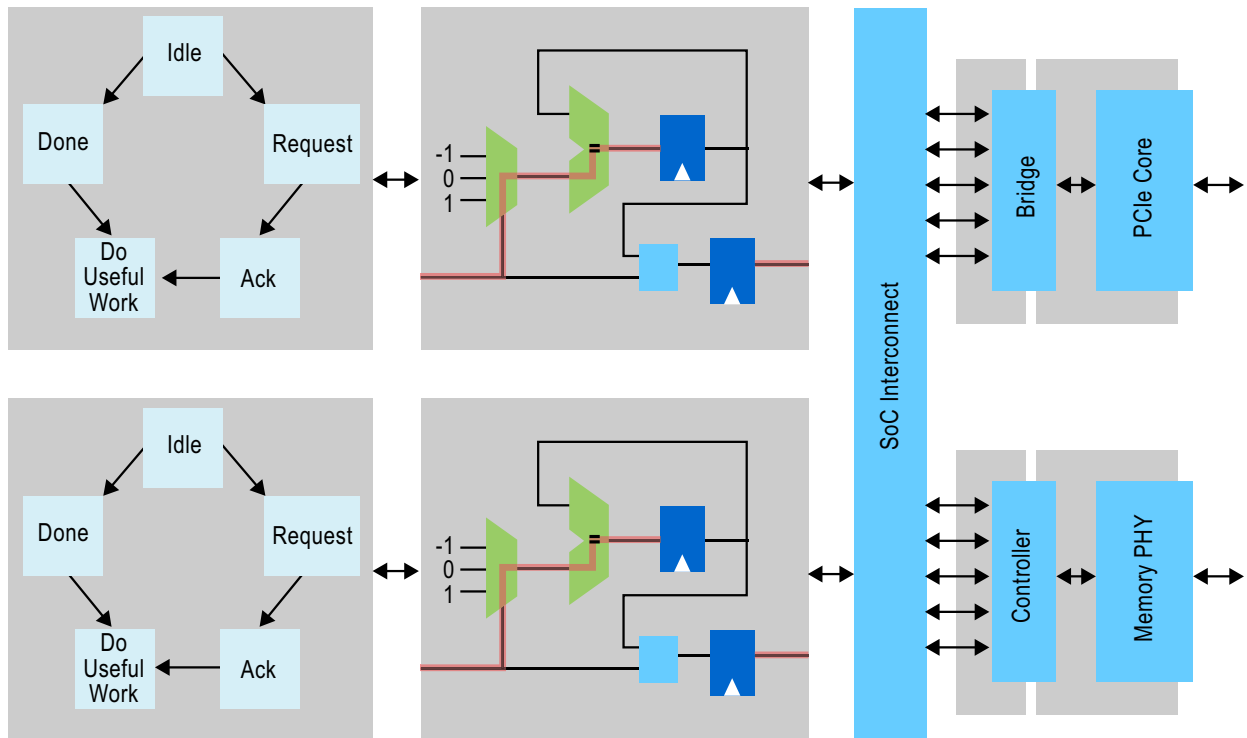 Idle
Done
Request
Do
Useful
Work
Ack
-1
0
1
SoC Interconnect
Bridge
PCIe Core
Idle
Done
Request
Do
Useful
Work
Ack
-1
0
1
Controller
Memory PHY